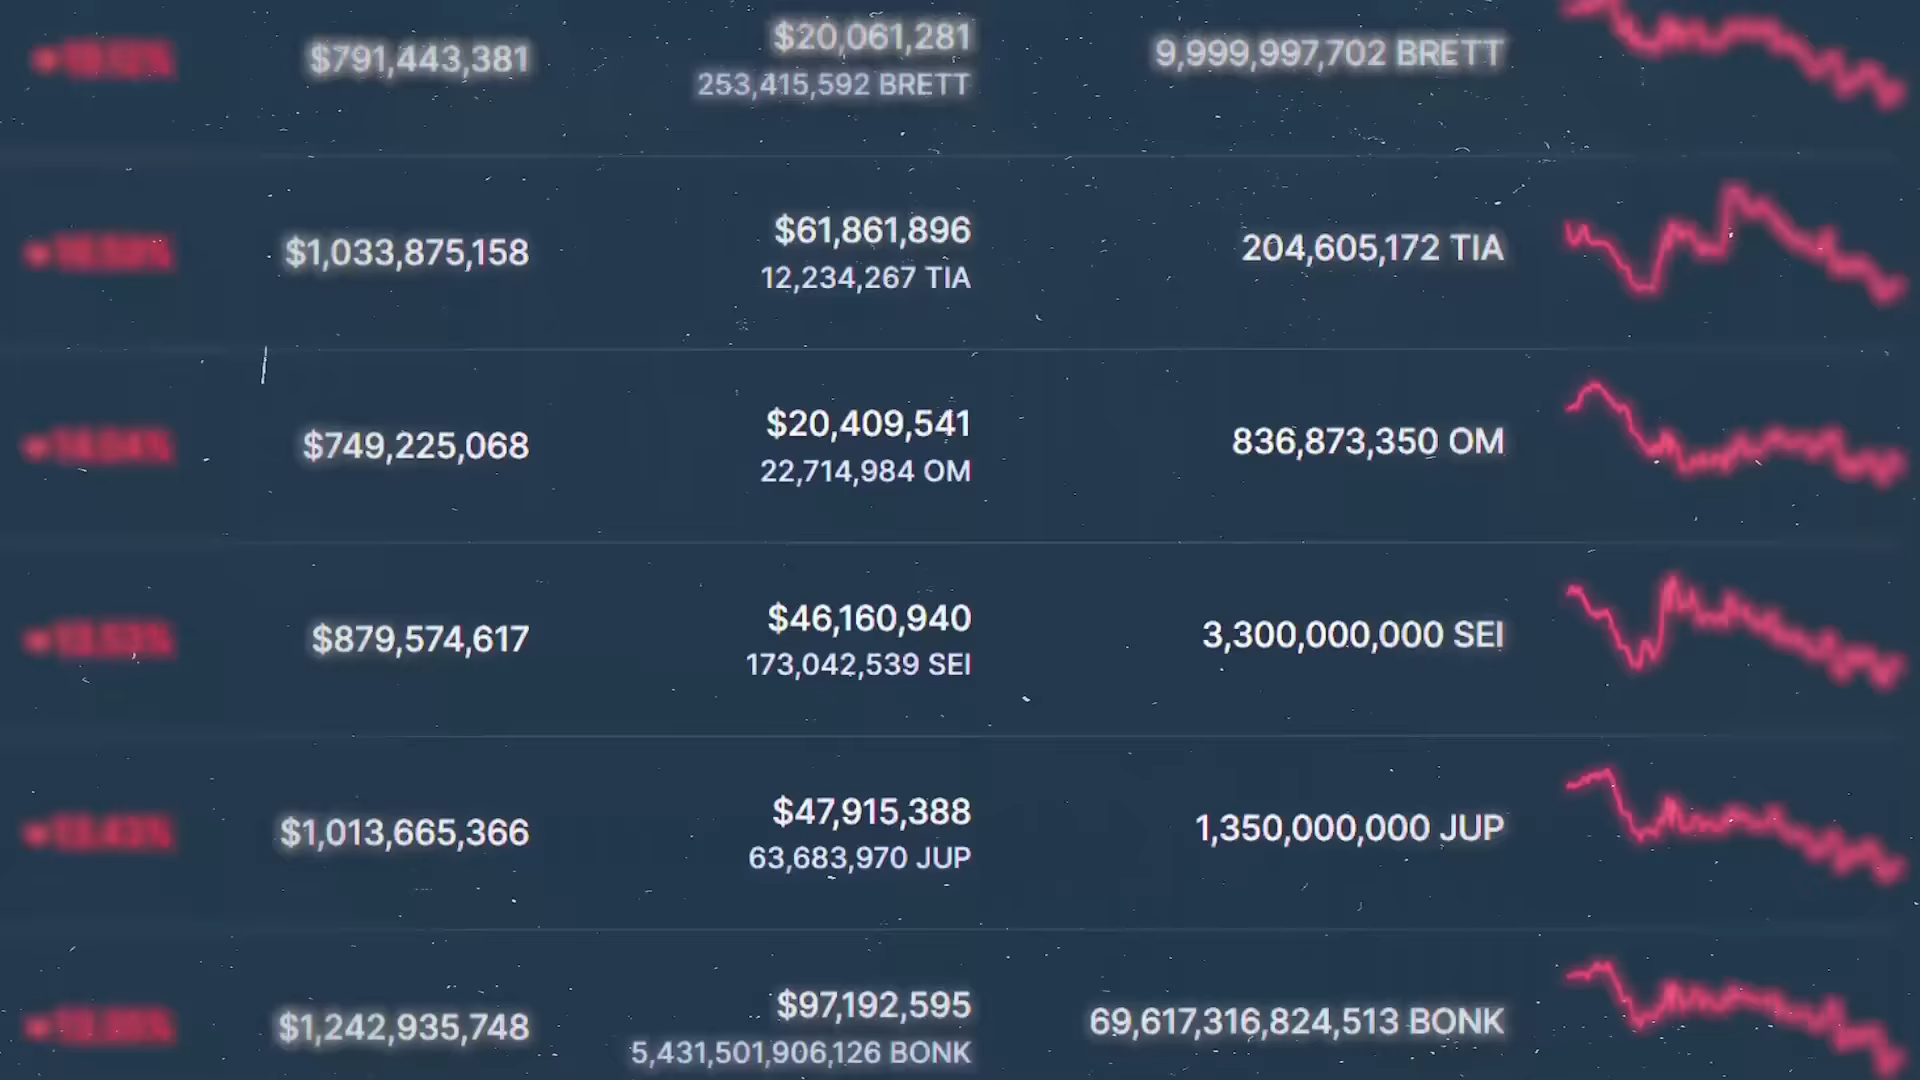 $791,443,381
$20,061,281
253,415,592 BRETT
9,999,997,702 BRETT
$1,033,875,158
$61,861,896
12,234,267 TIA
204,605,172 TIA
$749,225,068
$20,409,541
22,714,984 OM
836,873,350 OM
$879,574,617
$46,160,940
173,042,539 SEI
3,300,000,000 SEI
$1,013,665,366
$47,915,388
63,683,970 JUP
1,350,000,000 JUP
$1,242,935,748
$97,192,595
5,431,501,906,126 BONK
69,617,316,824,513 BONK